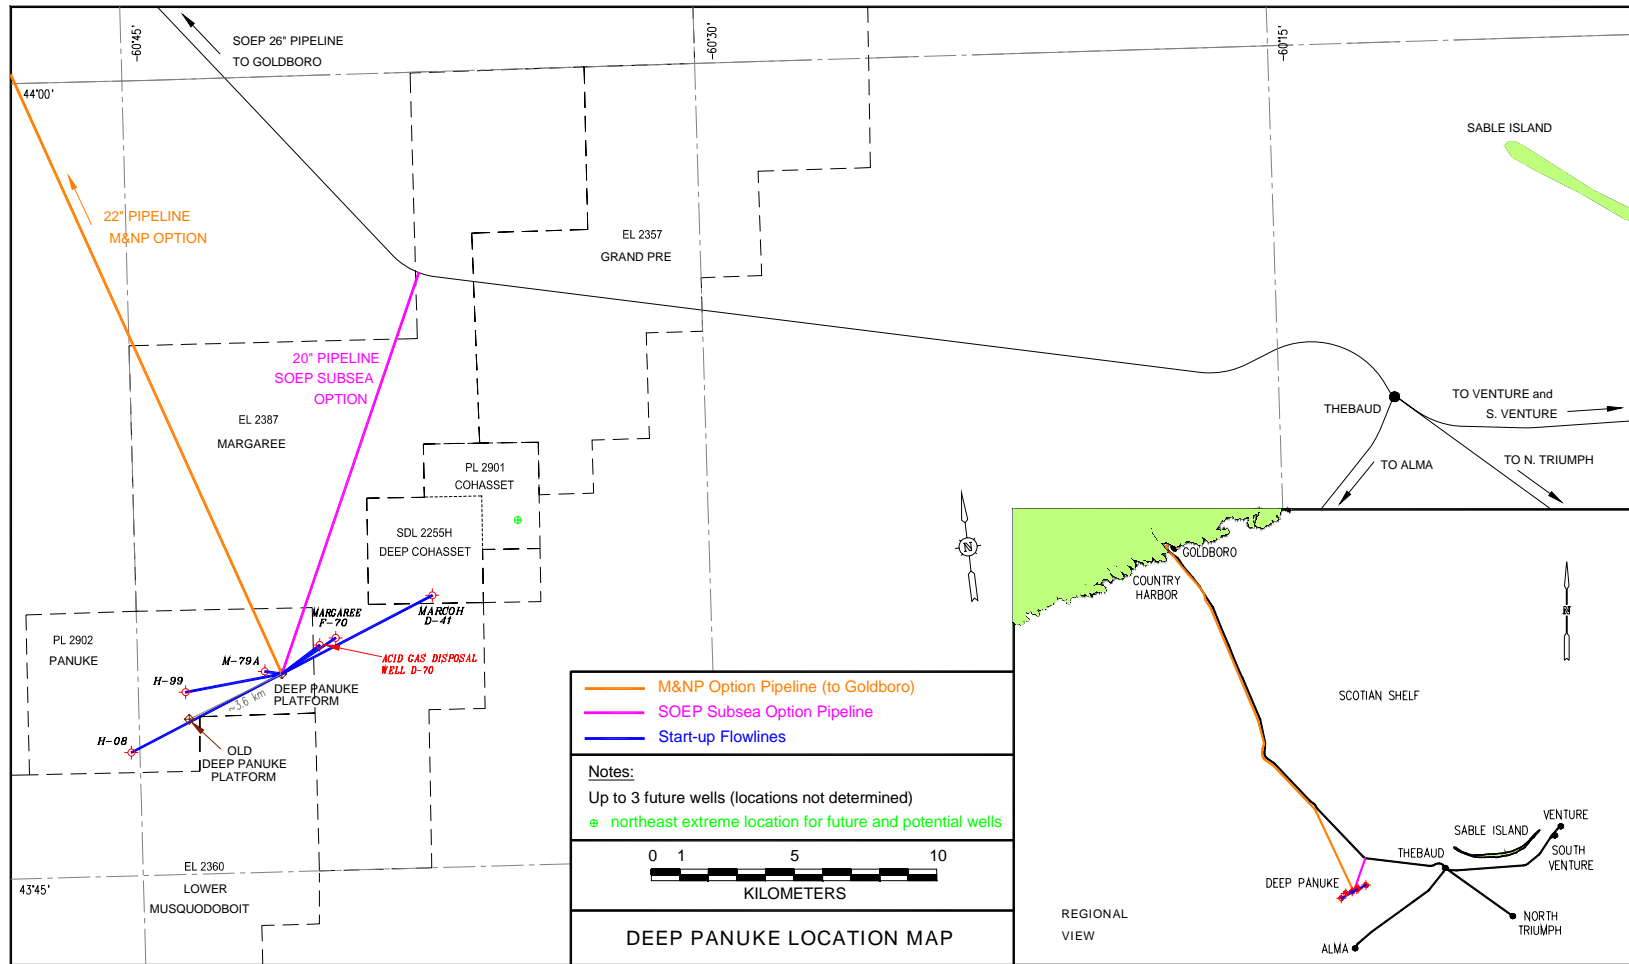 -60°45'
-60°30'
-60°15'
SOEP 26" PIPELINE
TO GOLDBORO
44°00'
SABLE ISLAND
22" PIPELINE
M&NP OPTION
EL 2357
GRAND PRE
20" PIPELINE
SOEP SUBSEA
OPTION
EL 2387
MARGAREE
THEBAUD
TO VENTURE and
S. VENTURE
TO ALMA
TO N. TRIUMPH
PL 2901
COHASSET
SDL 2255H
DEEP COHASSET
N
MARGAREE
F-70
MARCOH
D-41
PL 2902
PANUKE
M-79A
ACID GAS DISPOSAL
WELL D-70
H-99
DEEP PANUKE
PLATFORM
~3.6 km
H-08
OLD
DEEP PANUKE
PLATFORM
EL 2360
LOWER
MUSQUODOBOIT
43°45'
M&NP Option Pipeline (to Goldboro)
SOEP Subsea Option Pipeline
Start-up Flowlines
Notes:
Up to 3 future wells (locations not determined)
northeast extreme location for future and potential wells
0 1 5 10
KILOMETERS
DEEP PANUKE LOCATION MAP
GOLDBORO
COUNTRY
HARBOR
N
SCOTIAN SHELF
VENTURE
SABLE ISLAND
SOUTH
VENTURE
THEBAUD
DEEP PANUKE
REGIONAL
VIEW
NORTH
TRIUMPH
ALMA